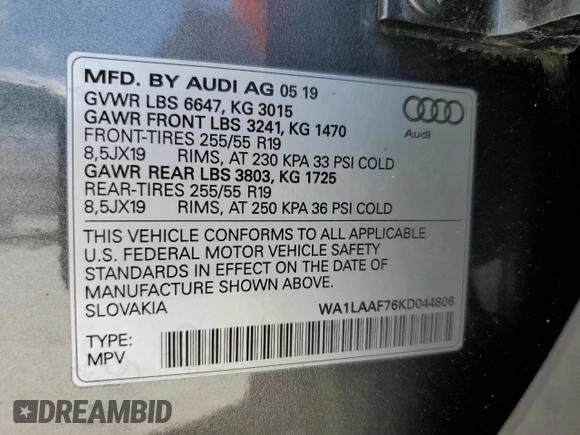 MFD. BY AUDI AG 05 19
GVWR LBS 6647, KG 3015
GAWR FRONT LBS 3241, KG 1470
FRONT-TIRES 255/55 R19
8,5JX19 RIMS, AT 230 KPA 33 PSI COLD
GAWR REAR LBS 3803, KG 1725
REAR-TIRES 255/55 R19
8,5JX19 RIMS, AT 250 KPA 36 PSI COLD
Audi
THIS VEHICLE CONFORMS TO ALL APPLICABLE
U.S. FEDERAL MOTOR VEHICLE SAFETY
STANDARDS IN EFFECT ON THE DATE OF
MANUFACTURE SHOWN ABOVE.
SLOVAKIA WA1LAAF76KD044806
TYPE:
MPV
DREAMBID